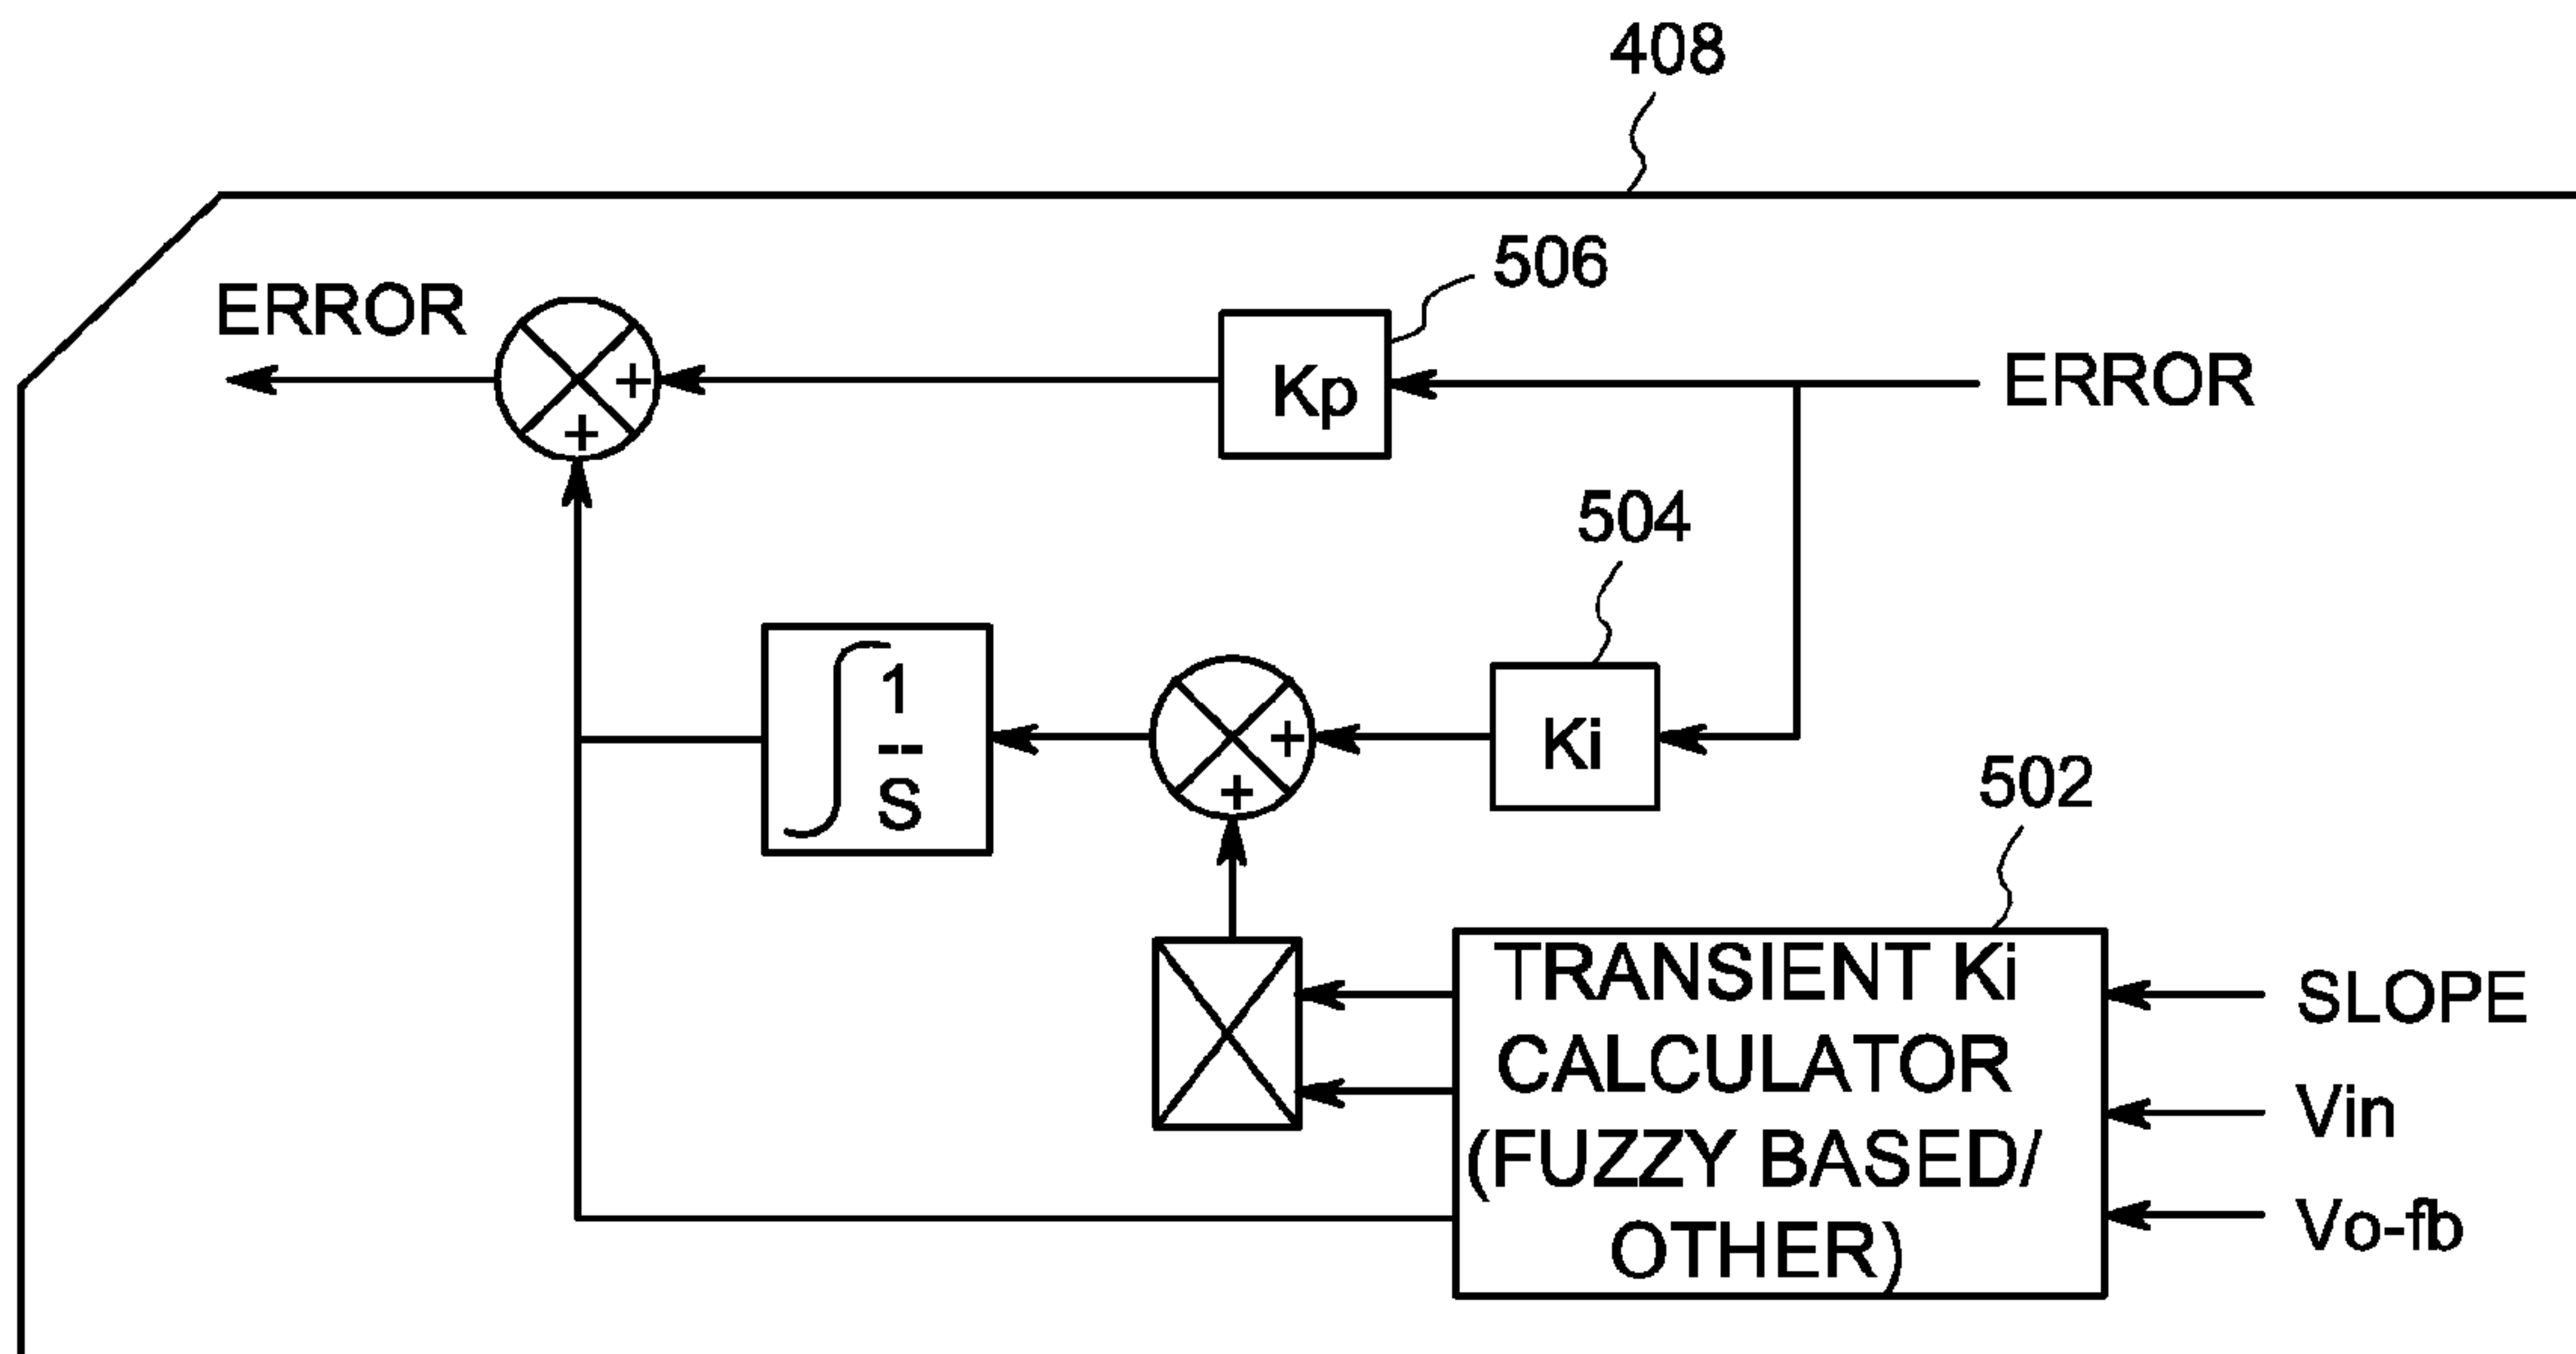 408
506
ERROR
+
Kp
ERROR
+
504
1
--
S
+
Ki
+
502
TRANSIENT Ki
CALCULATOR
(FUZZY BASED/
OTHER)
SLOPE
Vin
Vo-fb